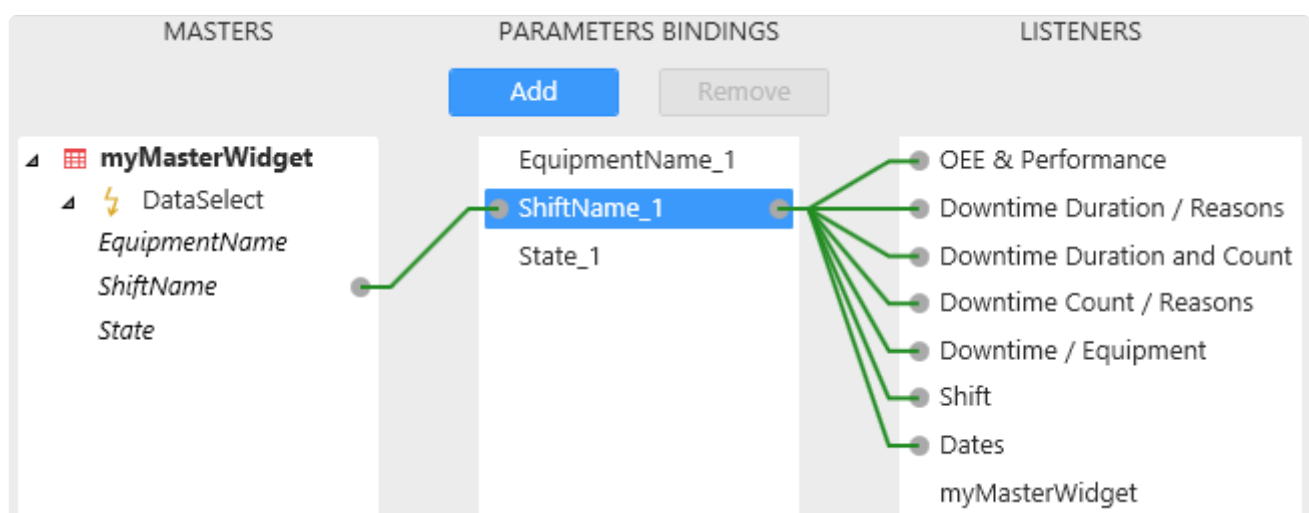 MASTERS
PARAMETERS BINDINGS
LISTENERS
Add
Remove
myMasterWidget
DataSelect
EquipmentName
ShiftName
State
EquipmentName_1
ShiftName_1
State_1
OEE & Performance
Downtime Duration / Reasons
Downtime Duration and Count
Downtime Count / Reasons
Downtime / Equipment
Shift
Dates
myMasterWidget